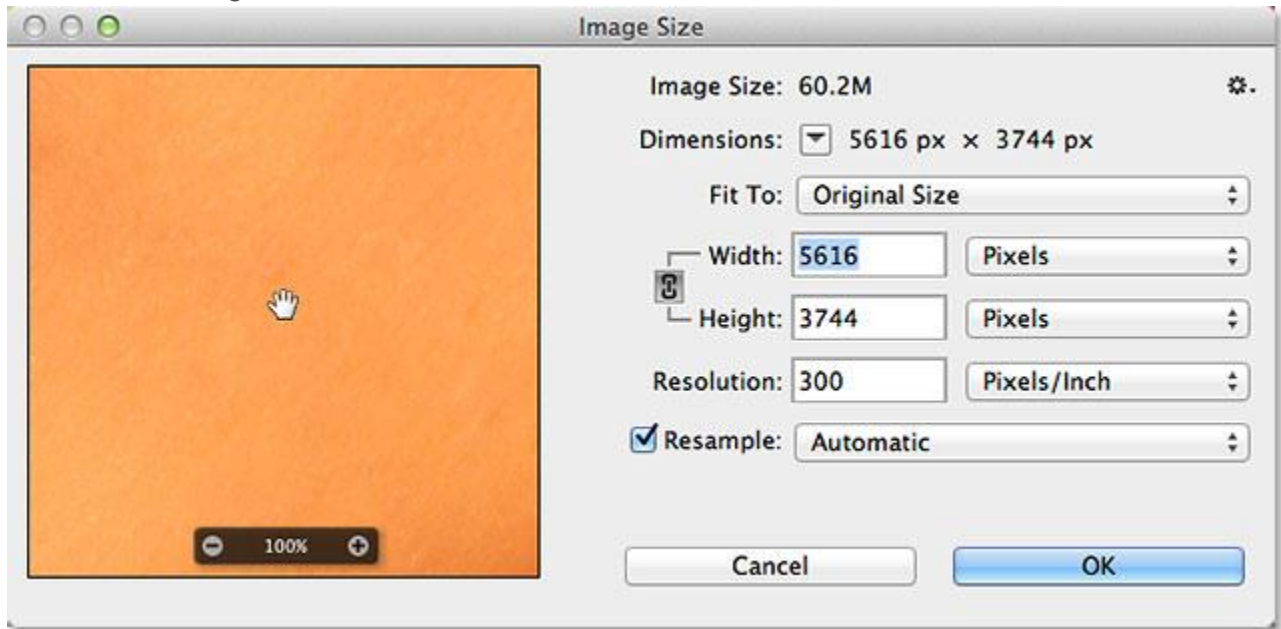 Image Size
Image Size: 60.2M
Dimensions: 5616 px × 3744 px
Fit To: Original Size
Width: 5616 Pixels
Height: 3744 Pixels
Resolution: 300 Pixels/Inch
Resample: Automatic
100%
Cancel OK